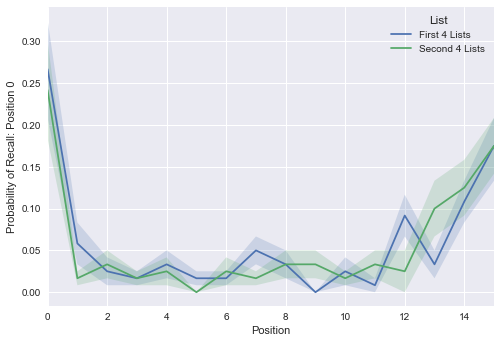 List
First 4 Lists
Second 4 Lists
Probability of Recall: Position 0
0.30
0.25
0.20
0.15
0.10
0.05
0.00
0 2 4 6 8 10 12 14
Position